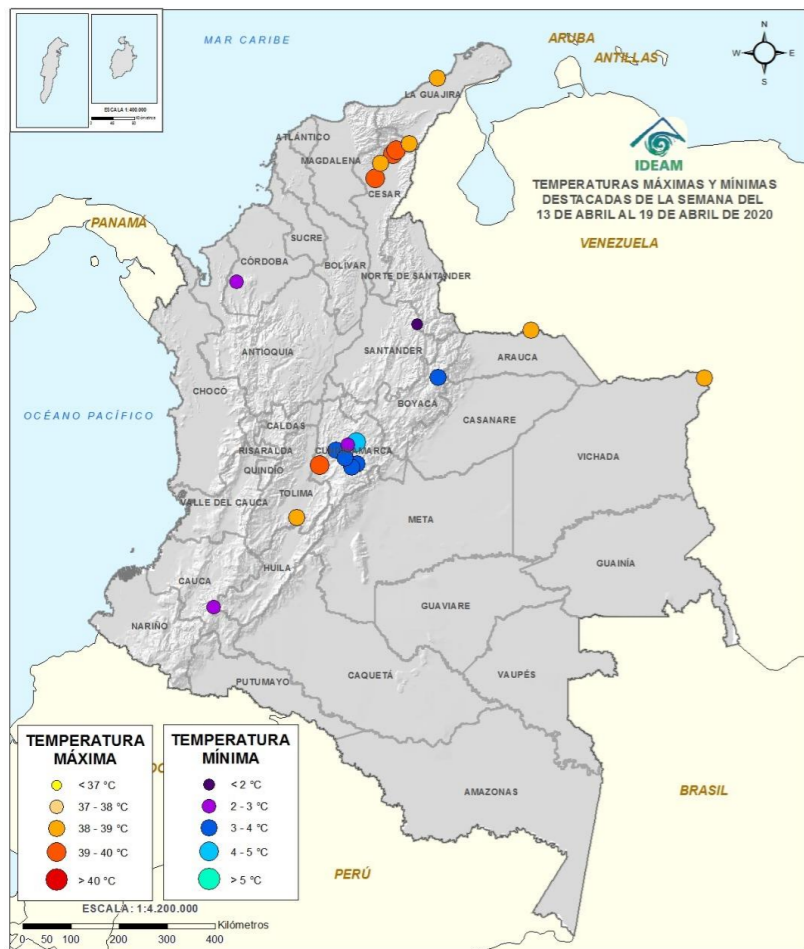 MAR CARIBE
ARUBA
ANTILLAS
N
W
E
S
ESCALA 1:400.000
Kilómetros
LA GUAJIRA
ATLÁNTICO
MAGDALENA
CESAR
IDEAM
TEMPERATURAS MÁXIMAS Y MÍNIMAS
DESTACADAS DE LA SEMANA DEL
13 DE ABRIL AL 19 DE ABRIL DE 2020
PANAMÁ
VENEZUELA
SUCRE
CÓRDOBA
BOLÍVAR
NORTE DE SANTANDER
ANTIOQUIA
SANTANDER
ARAUCA
CHOCÓ
BOYACÁ
OCÉANO PACÍFICO
CASANARE
CALDAS
RISARALDA
VICHADA
QUINDÍO
TOLIMA
VALLE DEL CAUCA
META
HUILA
GUAINÍA
CAUCA
GUAVIARE
NARIÑO
CAQUETÁ
VAUPÉS
PUTUMAYO
AMAZONAS
BRASIL
PERÚ
TEMPERATURA
MÁXIMA
< 37 °C
37 - 38 °C
38 - 39 °C
39 - 40 °C
> 40 °C
TEMPERATURA
MÍNIMA
< 2 °C
2 - 3 °C
3 - 4 °C
4 - 5 °C
> 5 °C
ESCALA: 1:4.200.000
Kilómetros
0 50 100 200 300 400